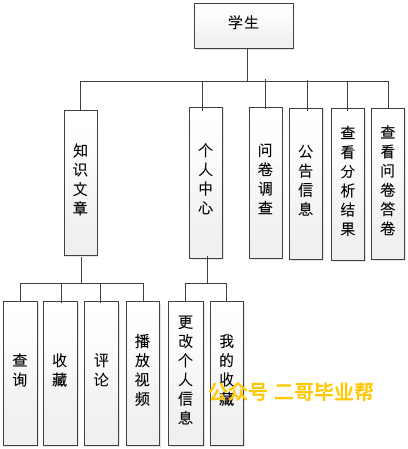 学生
知识文章
个人中心
问卷调查
公告信息
查看分析结果
查看问卷答卷
查询
收藏
评论
播放视频
更改个人信息
我的收藏
公众号 二哥毕业帮